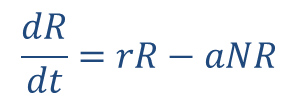 dR/dt = rR − aNR